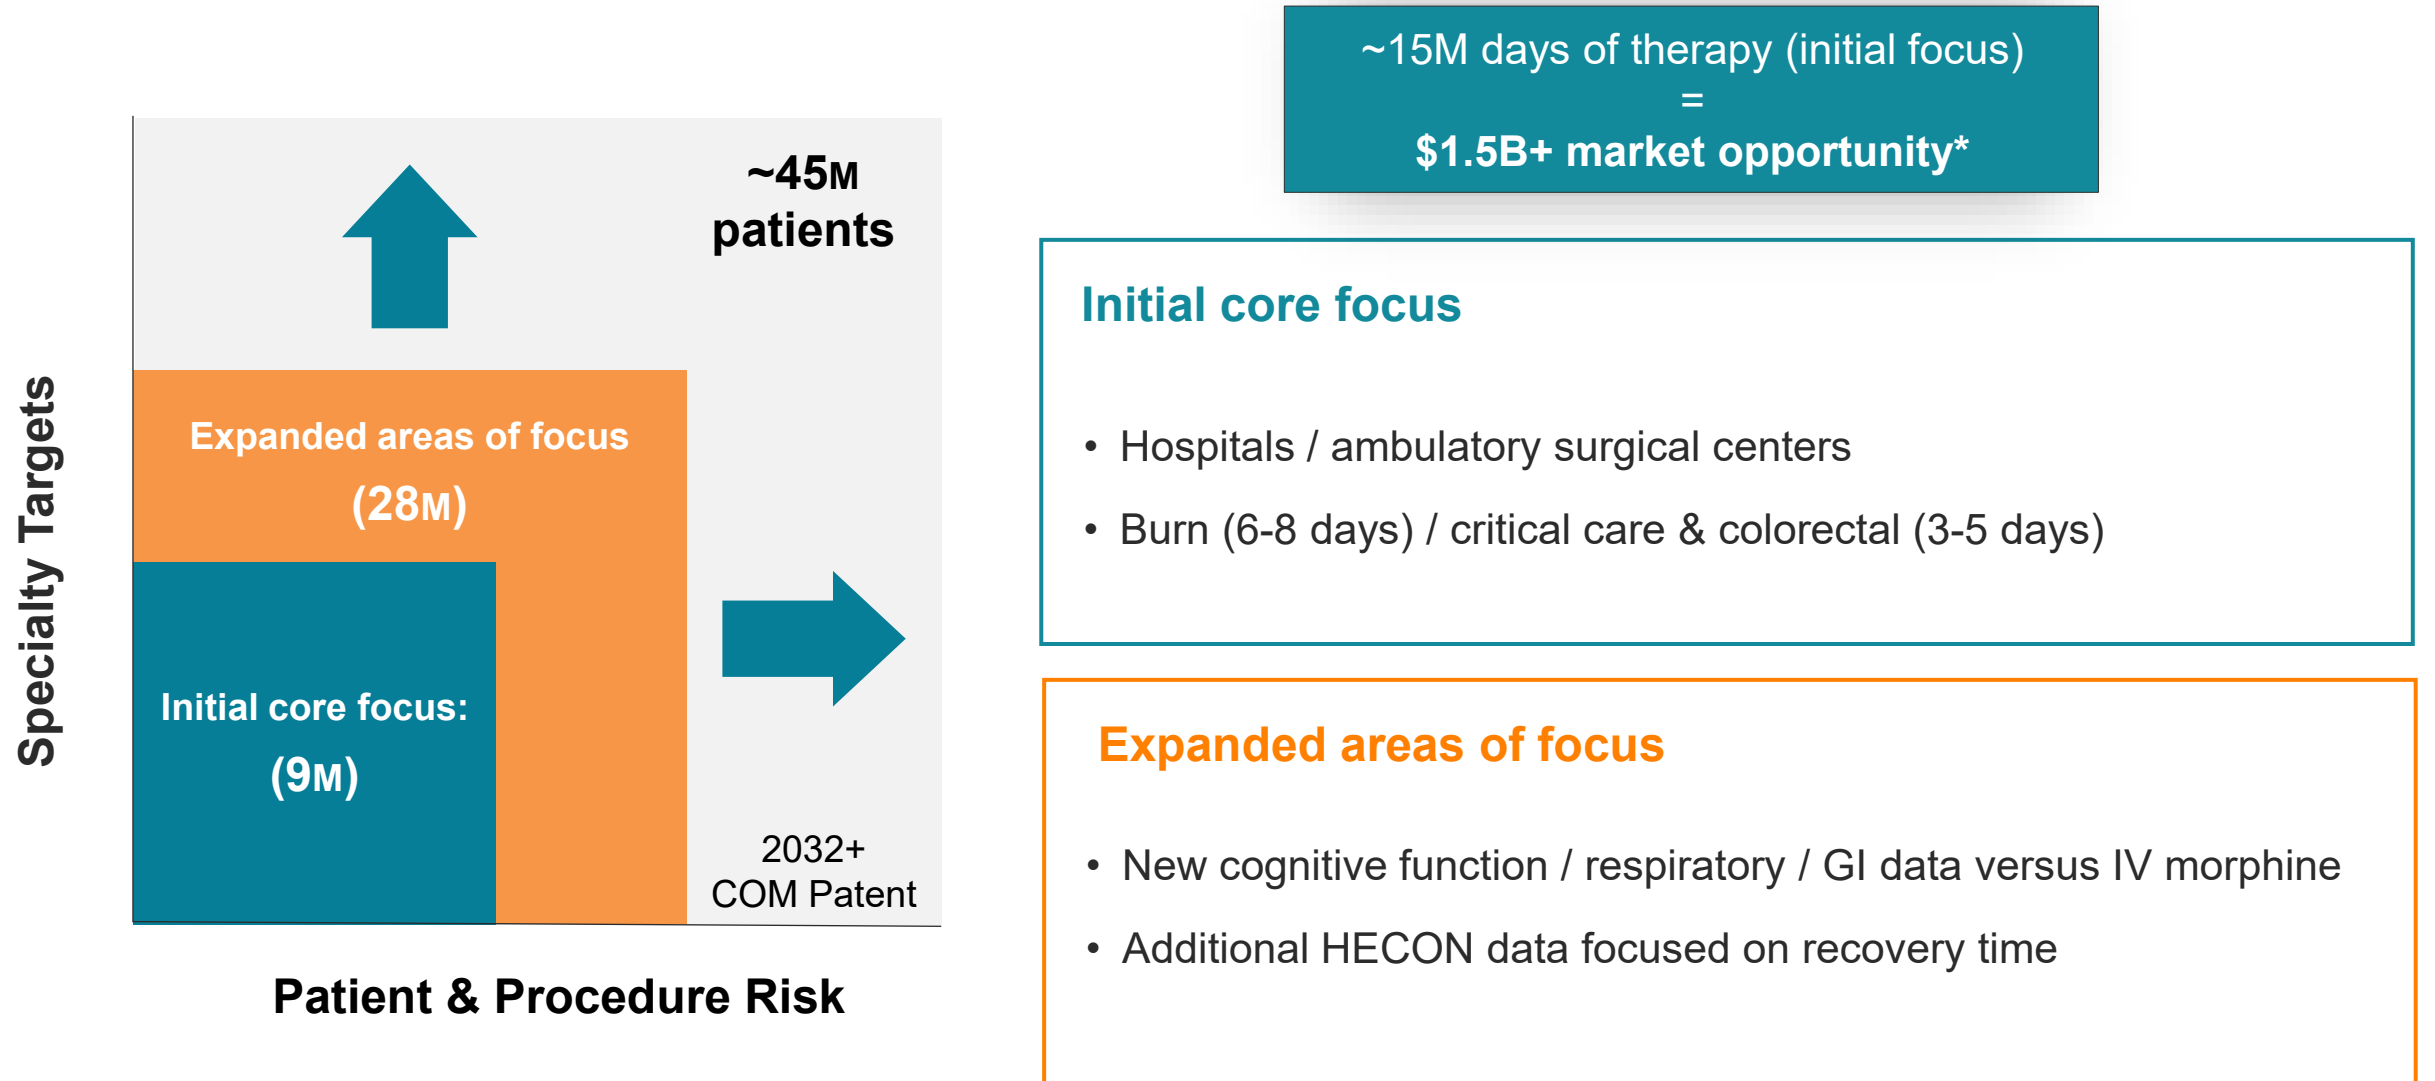 ~15M days of therapy (initial focus)
=
$1.5B+ market opportunity*
~45M
patients
Specialty Targets
Expanded areas of focus
(28M)
Initial core focus:
(9M)
2032+
COM Patent
Patient & Procedure Risk
Initial core focus
• Hospitals / ambulatory surgical centers
• Burn (6-8 days) / critical care & colorectal (3-5 days)
Expanded areas of focus
• New cognitive function / respiratory / GI data versus IV morphine
• Additional HECON data focused on recovery time